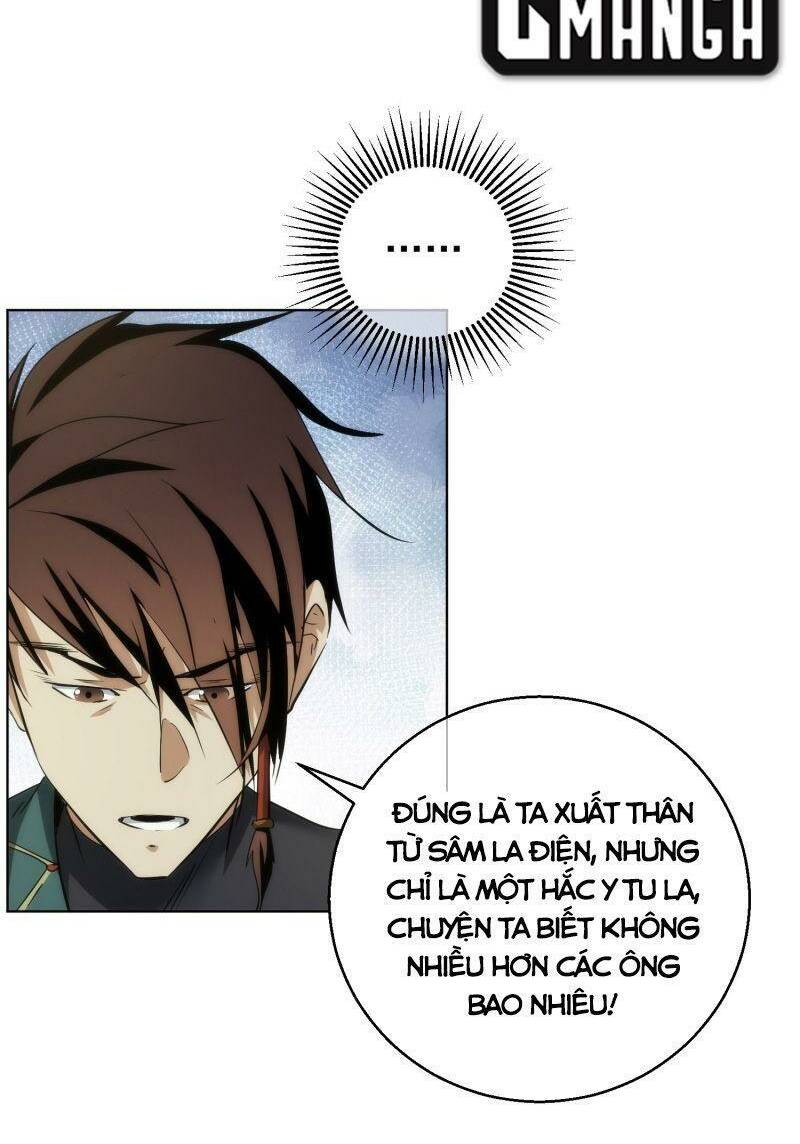 GMANGA
......
ĐÚNG LÀ TA XUẤT THÂN
TỪ SÂM LA ĐIỆN, NHƯNG
CHỈ LÀ MỘT HẮC Y TU LA,
CHUYỆN TA BIẾT KHÔNG
NHIỀU HƠN CÁC ÔNG
BAO NHIÊU!